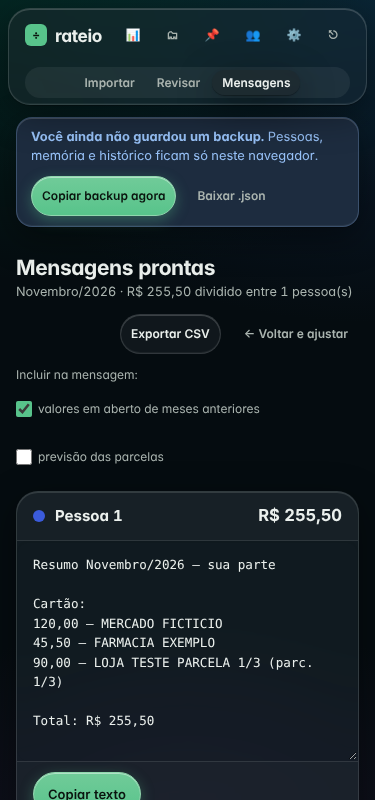 ÷ rateio
Importar Revisar Mensagens
Você ainda não guardou um backup. Pessoas,
memória e histórico ficam só neste navegador.
Copiar backup agora Baixar .json
Mensagens prontas
Novembro/2026 · R$ 255,50 dividido entre 1 pessoa(s)
Exportar CSV ← Voltar e ajustar
Incluir na mensagem:
valores em aberto de meses anteriores
previsão das parcelas
Pessoa 1 R$ 255,50
Resumo Novembro/2026 — sua parte
Cartão:
120,00 — MERCADO FICTICIO
45,50 — FARMACIA EXEMPLO
90,00 — LOJA TESTE PARCELA 1/3 (parc.
1/3)
Total: R$ 255,50
Copiar texto